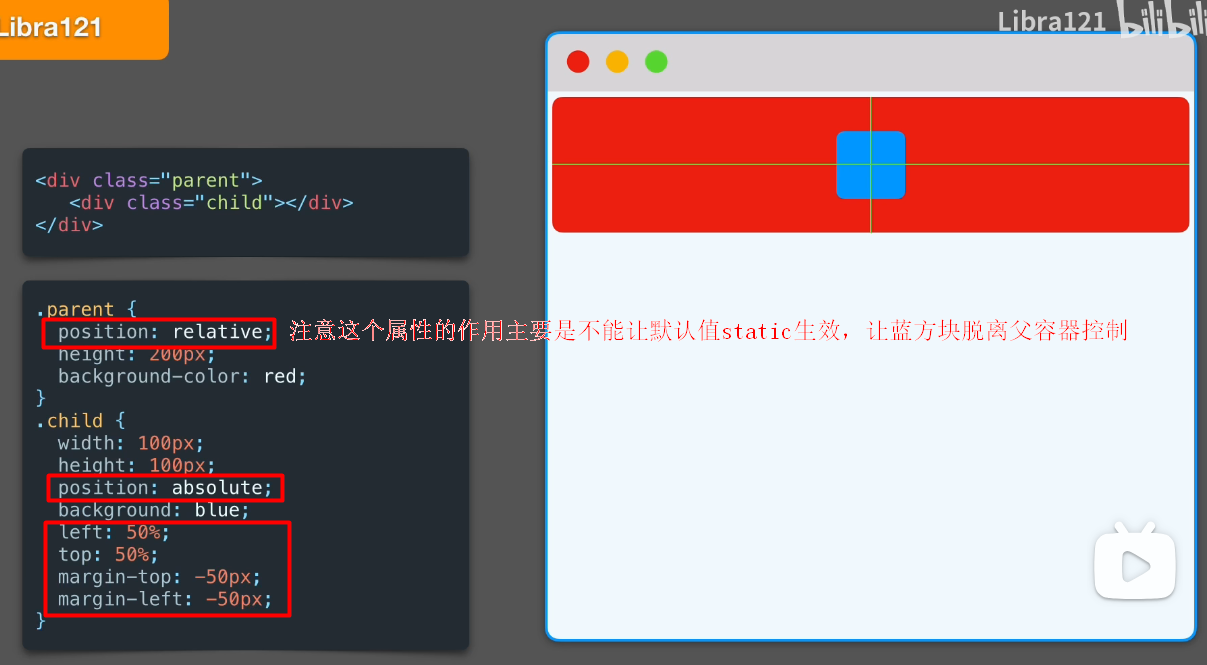 Libra121
Libra121 bilibili
<div class="parent">
<div class="child"></div>
</div>
.parent {
position: relative;
注意这个属性的作用主要是不能让默认值static生效，让蓝方块脱离父容器控制
height: 200px;
background-color: red;
}
.child {
width: 100px;
height: 100px;
position: absolute;
background: blue;
left: 50%;
top: 50%;
margin-top: -50px;
margin-left: -50px;
}